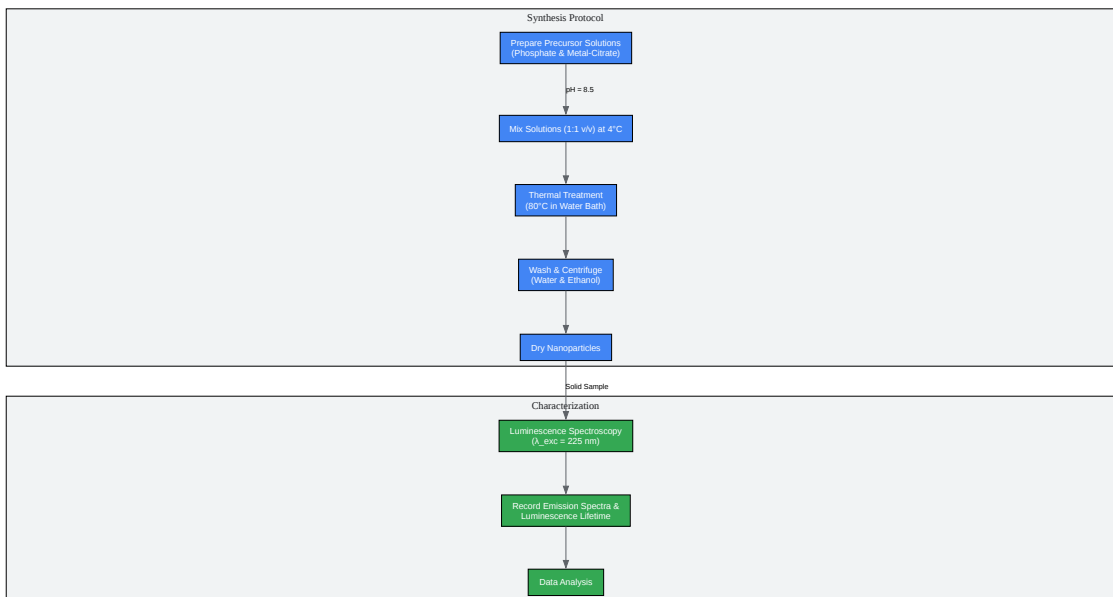 Synthesis Protocol
Prepare Precursor Solutions
(Phosphate & Metal-Citrate)
pH = 8.5
Mix Solutions (1:1 v/v) at 4°C
Thermal Treatment
(80°C in Water Bath)
Wash & Centrifuge
(Water & Ethanol)
Dry Nanoparticles
Solid Sample
Characterization
Luminescence Spectroscopy
(λ_exc = 225 nm)
Record Emission Spectra &
Luminescence Lifetime
Data Analysis